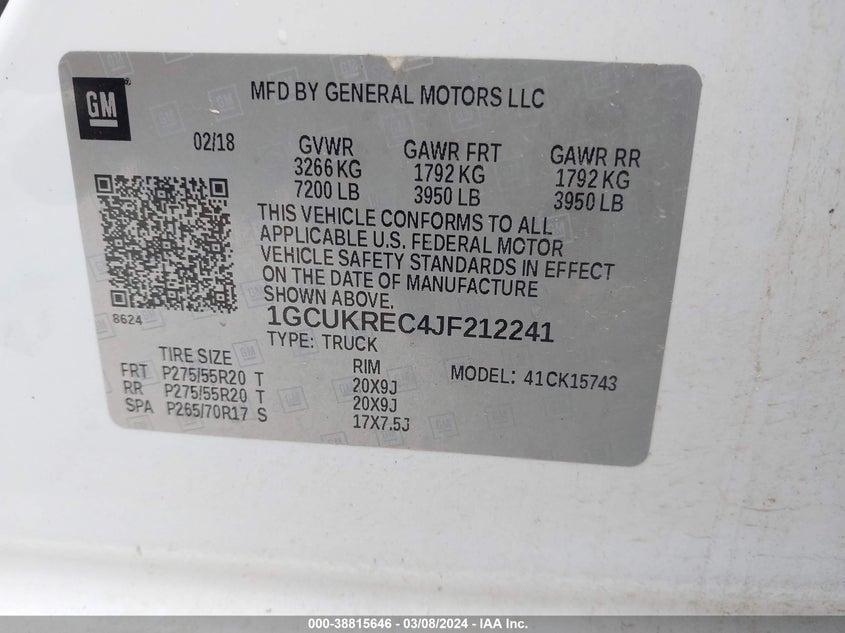 GM
MFD BY GENERAL MOTORS LLC
02/18
GVWR GAWR FRT GAWR RR
3266 KG 1792 KG 1792 KG
7200 LB 3950 LB 3950 LB
THIS VEHICLE CONFORMS TO ALL
APPLICABLE U.S. FEDERAL MOTOR
VEHICLE SAFETY STANDARDS IN EFFECT
ON THE DATE OF MANUFACTURE
SHOWN ABOVE.
8624
1GCUKREC4JF212241
TYPE: TRUCK
TIRE SIZE RIM MODEL: 41CK15743
FRT P275/55R20 T 20X9J
RR P275/55R20 T 20X9J
SPA P265/70R17 S 17X7.5J
000-38815646 - 03/08/2024 - IAA Inc.